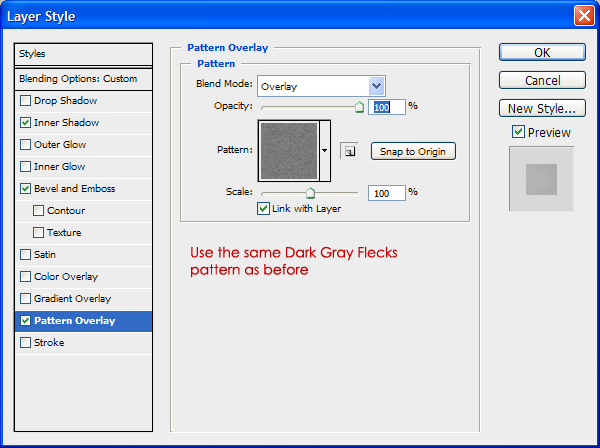 Layer Style
Styles
Blending Options: Custom
Drop Shadow
Inner Shadow
Outer Glow
Inner Glow
Bevel and Emboss
Contour
Texture
Satin
Color Overlay
Gradient Overlay
Pattern Overlay
Stroke
Pattern Overlay
Pattern
Blend Mode: Overlay
Opacity: 100 %
Pattern: Snap to Origin
Scale: 100 %
Link with Layer
Use the same Dark Gray Flecks
pattern as before
OK
Cancel
New Style...
Preview